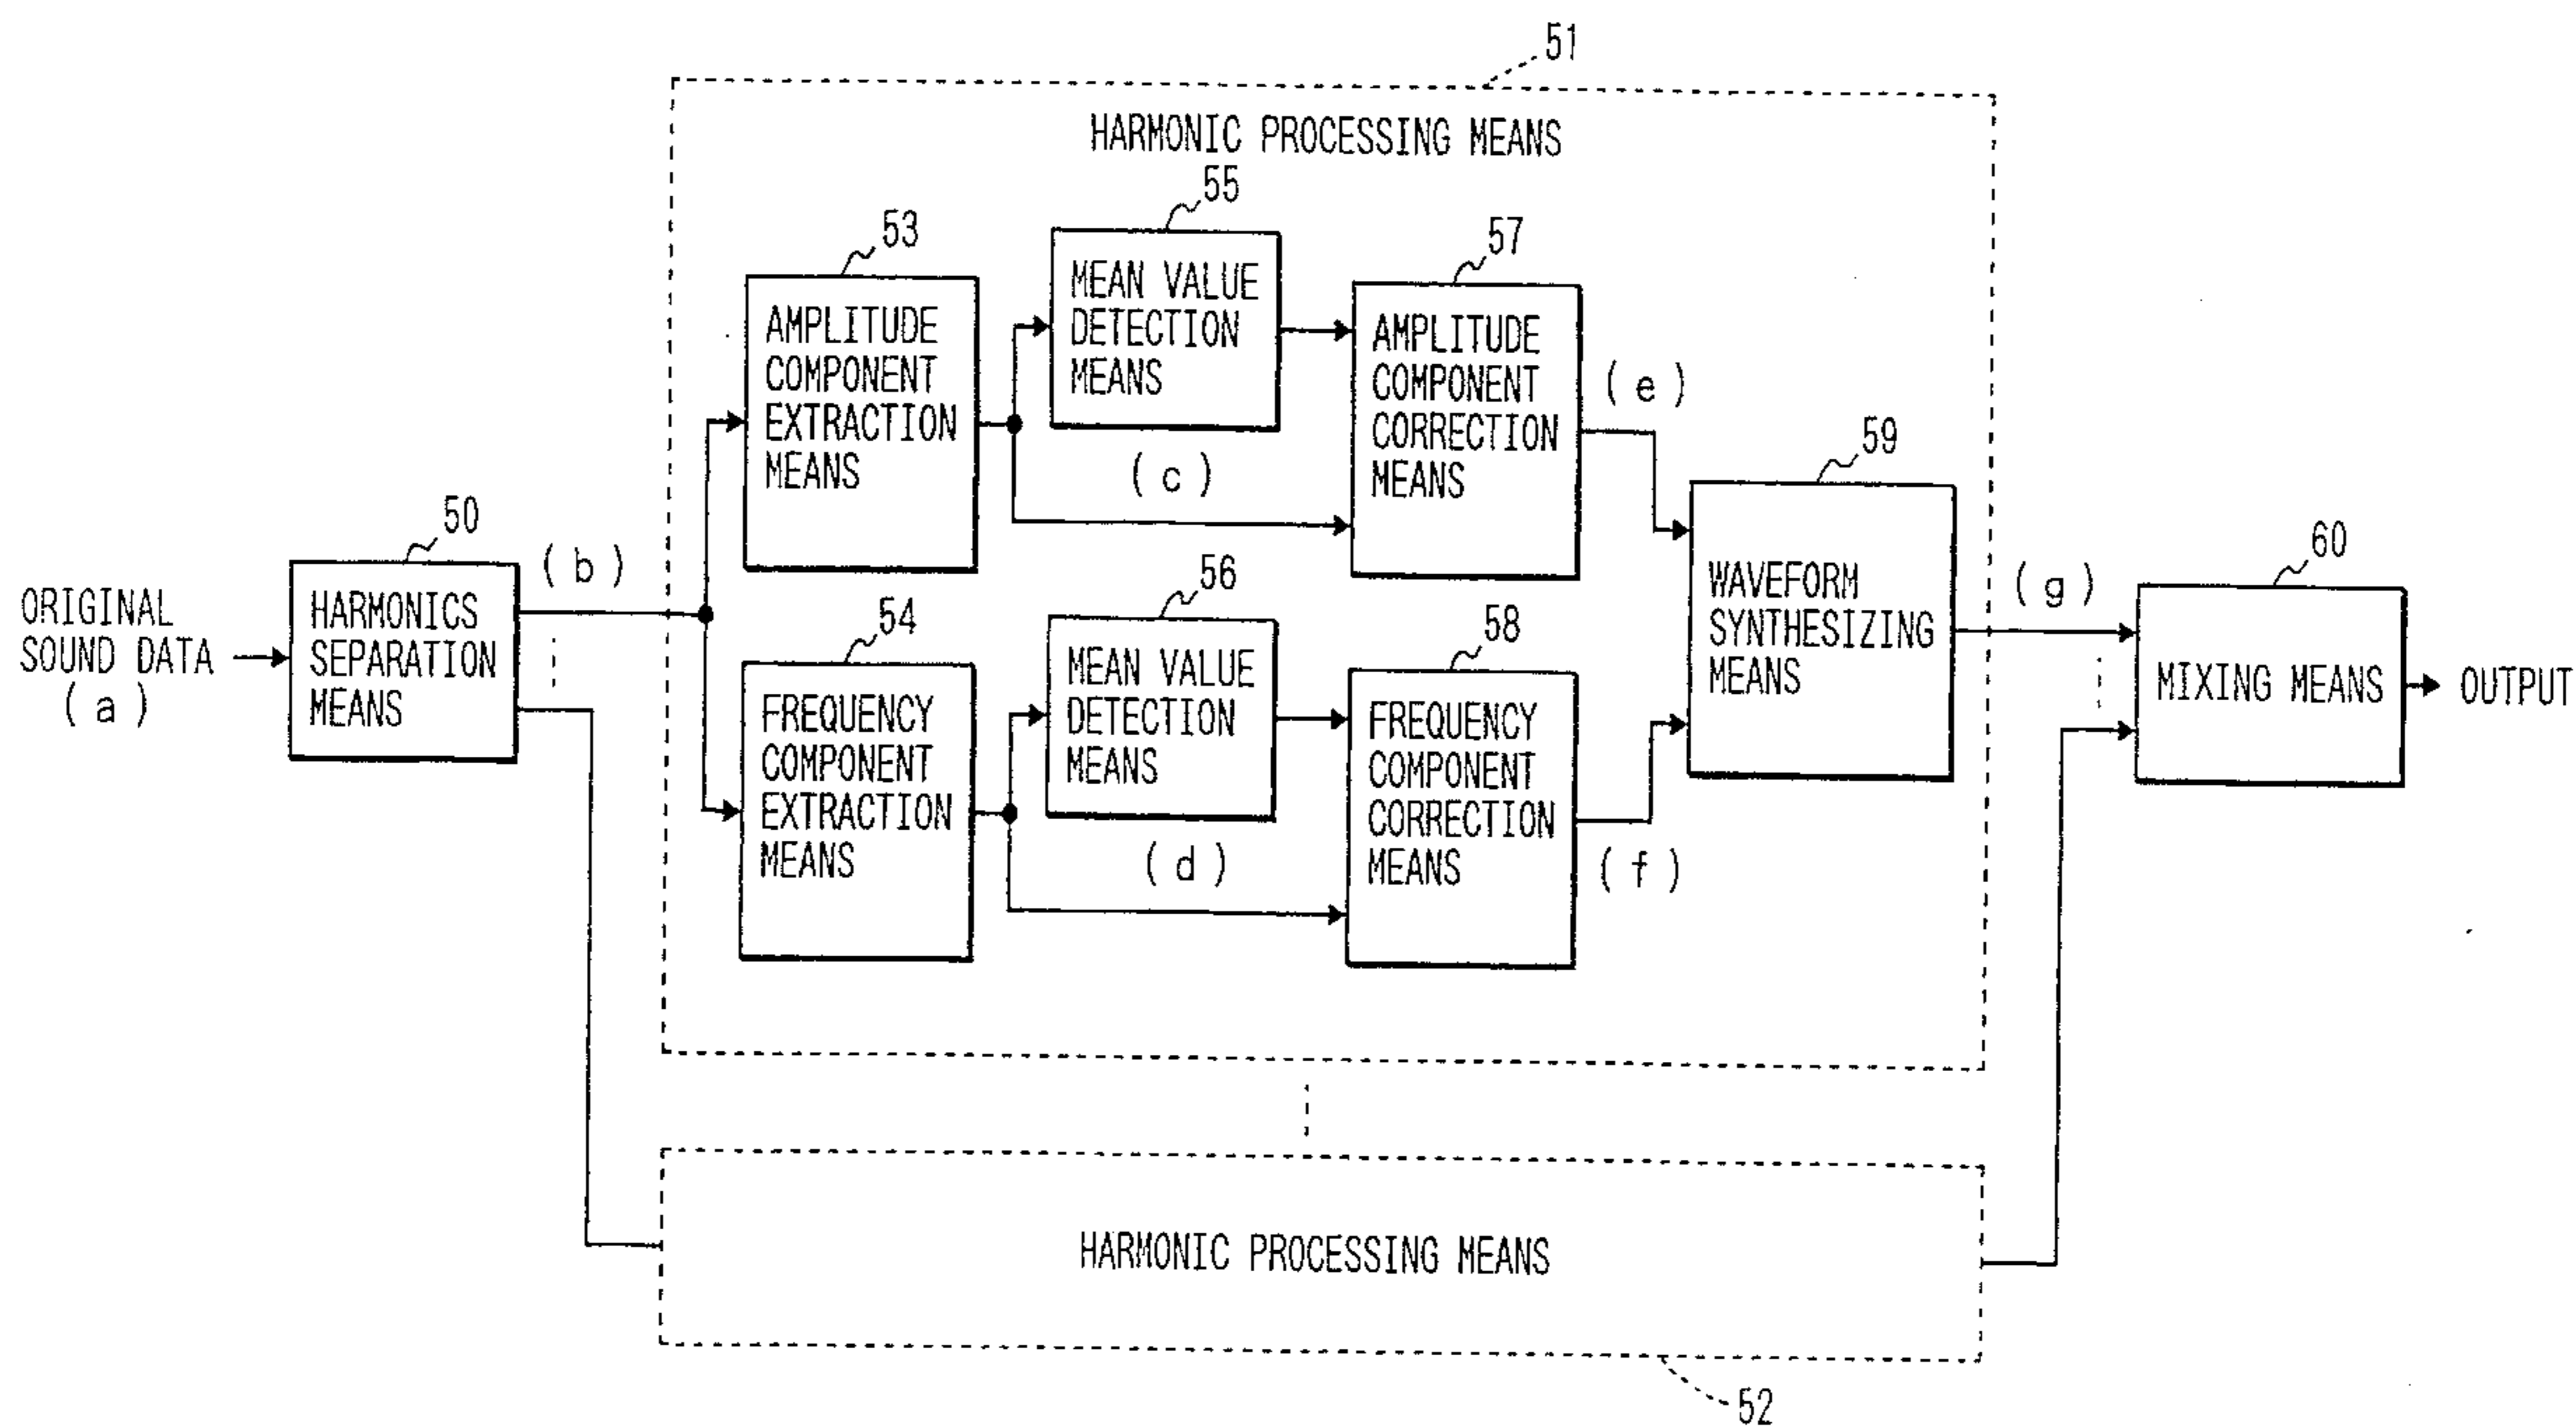 51
HARMONIC PROCESSING MEANS
55
53
57
MEAN VALUE
DETECTION
MEANS
AMPLITUDE
COMPONENT
EXTRACTION
MEANS
AMPLITUDE
COMPONENT
CORRECTION
MEANS
(e)
(c)
59
50
(b)
60
ORIGINAL
SOUND DATA
(a)
HARMONICS
SEPARATION
MEANS
56
54
58
MEAN VALUE
DETECTION
MEANS
FREQUENCY
COMPONENT
EXTRACTION
MEANS
FREQUENCY
COMPONENT
CORRECTION
MEANS
WAVEFORM
SYNTHESIZING
MEANS
(g)
MIXING MEANS
OUTPUT
(d)
(f)
HARMONIC PROCESSING MEANS
52